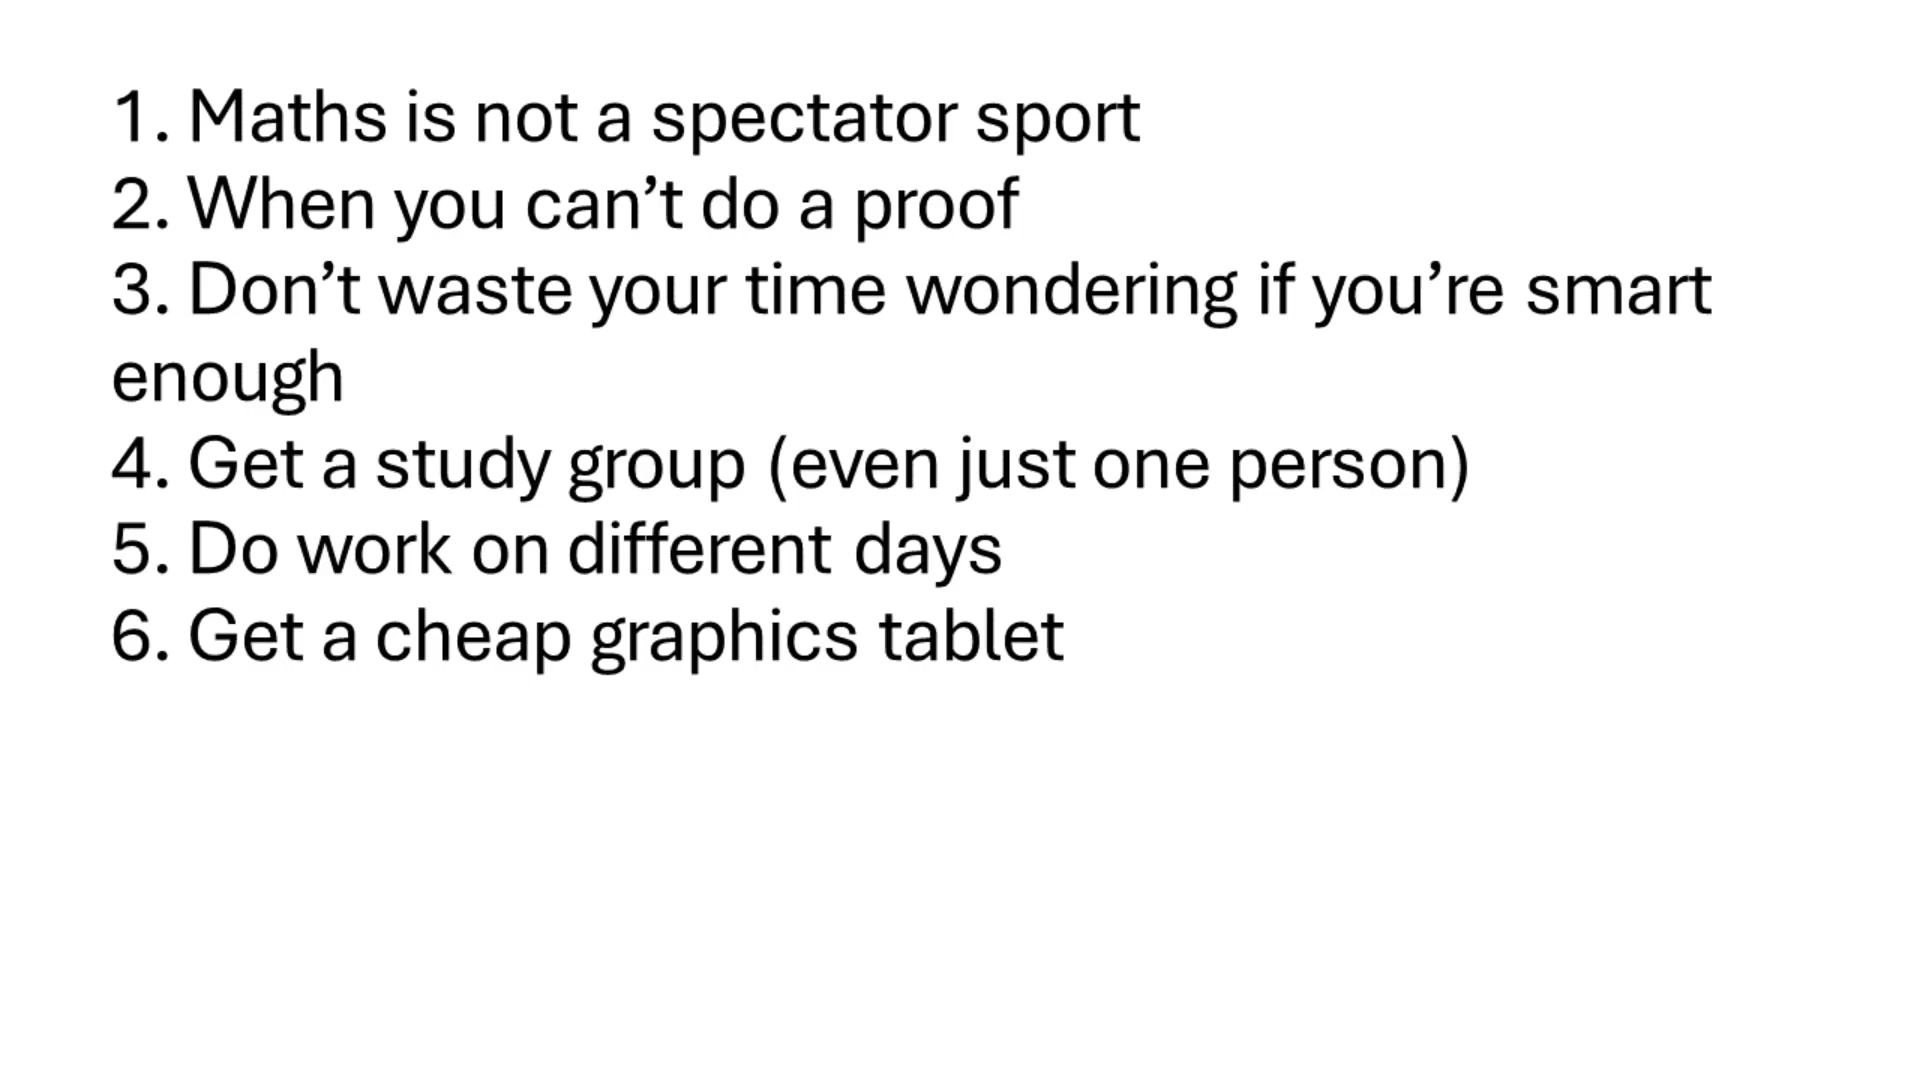 1. Maths is not a spectator sport
2. When you can’t do a proof
3. Don’t waste your time wondering if you’re smart
enough
4. Get a study group (even just one person)
5. Do work on different days
6. Get a cheap graphics tablet